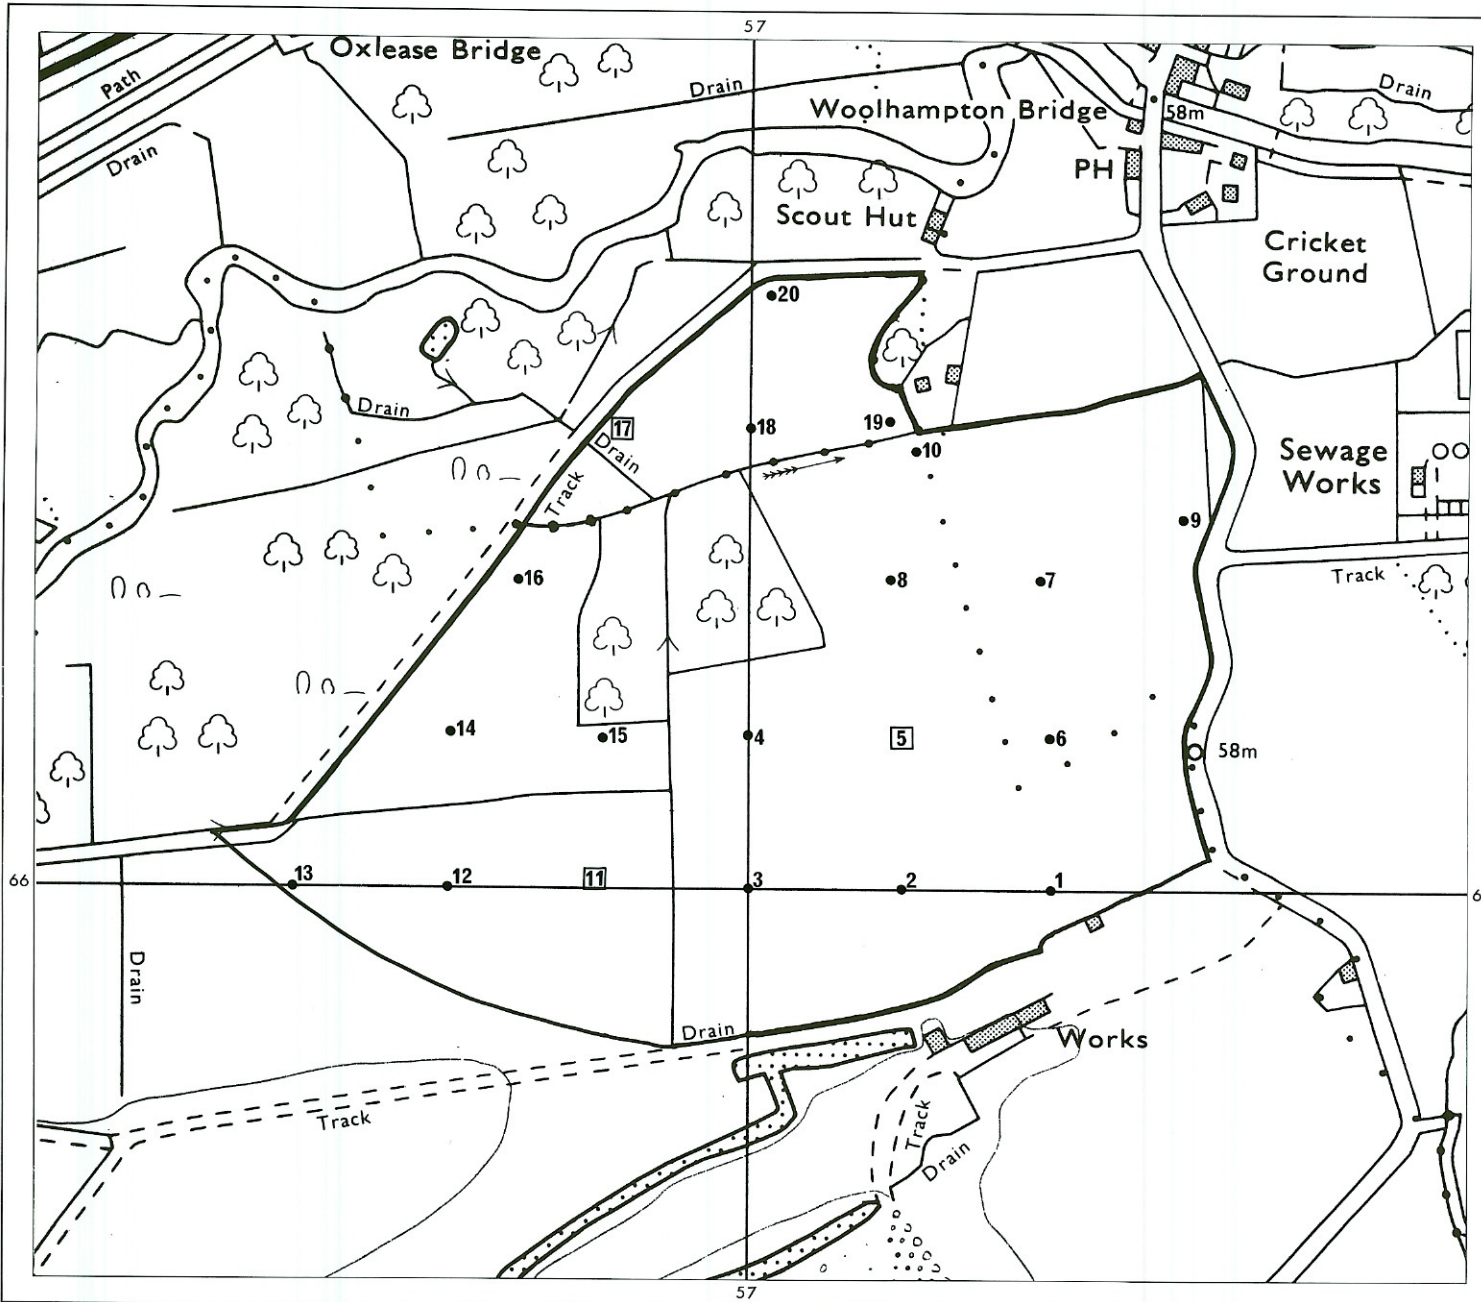 57
Oxlease Bridge
Path
Drain
Drain
Woolhampton Bridge
58m
Drain
PH
Scout Hut
Cricket
Ground
20
Drain
17
18
19
10
Drain
Track
Sewage
Works
9
16
8
7
Track
14
15
4
5
6
58m
66
13
12
11
3
2
1
6
Drain
Drain
Works
Track
Track
Drain
57